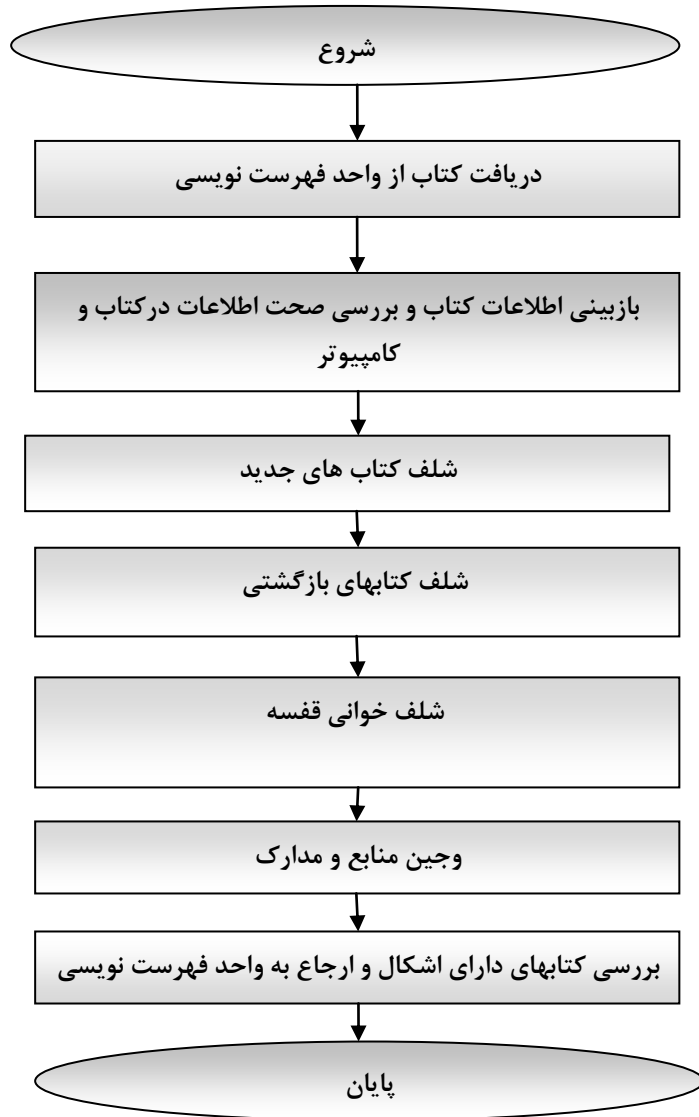 شروع
دریافت کتاب از واحد فهرست نویسی
بازبینی اطلاعات کتاب و بررسی صحت اطلاعات درکتاب و
کامپیوتر
شلف کتاب های جدید
شلف کتابهای بازگشتی
شلف خوانی قفسه
وجین منابع و مدارک
بررسی کتابهای دارای اشکال و ارجاع به واحد فهرست نویسی
پایان